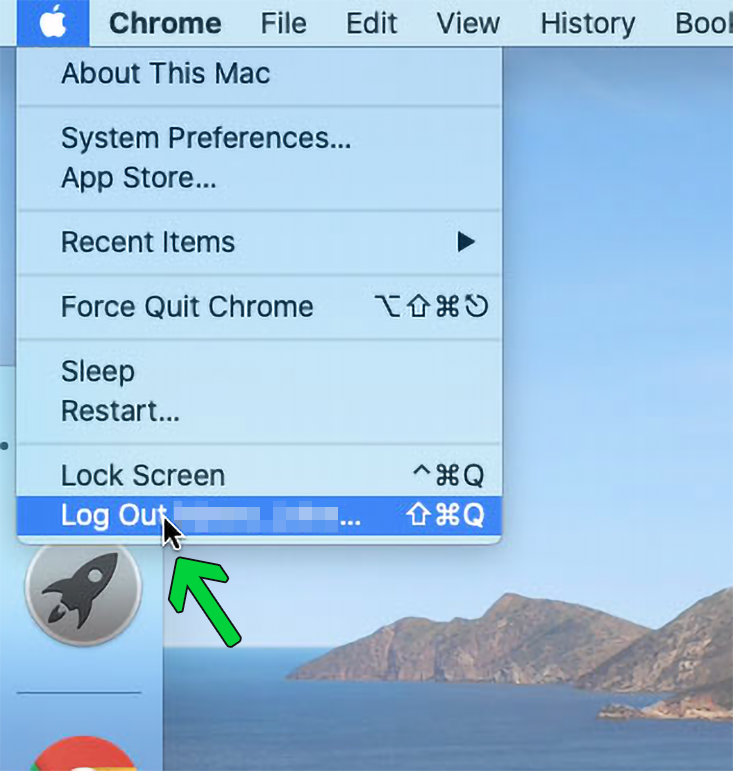 Chrome File Edit View History Boo
About This Mac
System Preferences...
App Store...
Recent Items ▶
Force Quit Chrome ⌥⇧⌘⎋
Sleep
Restart...
Lock Screen ^⌘Q
Log Out ... ⇧⌘Q